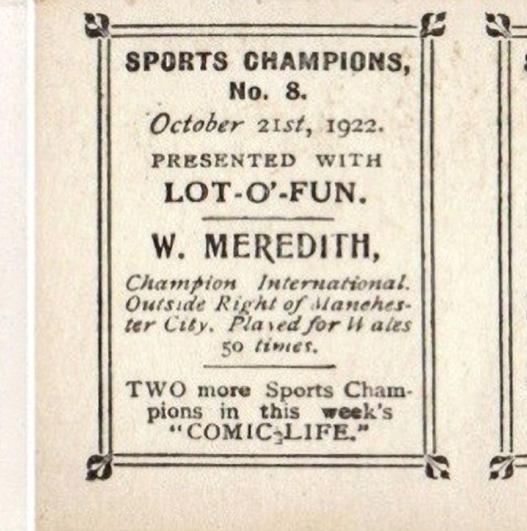 SPORTS CHAMPIONS,
No. 8.
October 21st, 1922.
PRESENTED WITH
LOT-O'-FUN.
W. MEREDITH,
Champion International.
Outside Right of Manches-
ter City. Played for Wales
50 times.
TWO more Sports Cham-
pions in this week's
"COMIC LIFE."